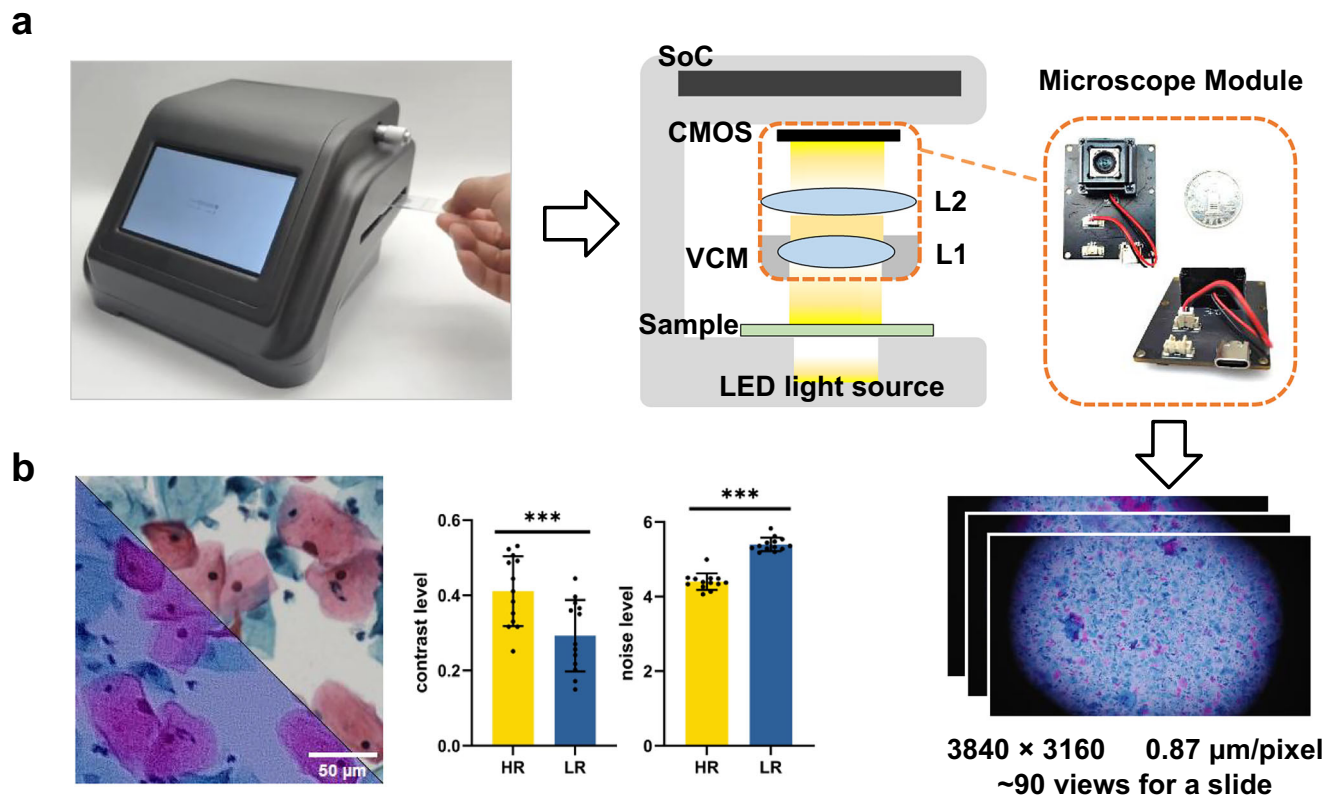 a
SoC
Microscope Module
CMOS
L2
VCM
L1
Sample
LED light source
b
***
***
contrast level
0.6
0.4
0.2
0.0
HR
LR
noise level
6
4
2
0
HR
LR
50 μm
3840 × 3160 0.87 μm/pixel
~90 views for a slide